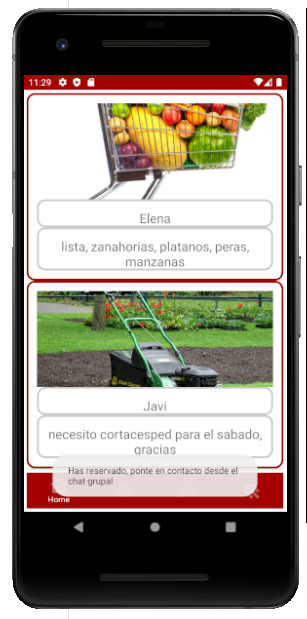 11:29
Elena
lista, zanahorias, platanos, peras,
manzanas
Javi
necesito cortacesped para el sabado,
gracias
Has reservado, ponte en contacto desde el
chat grupal
Home